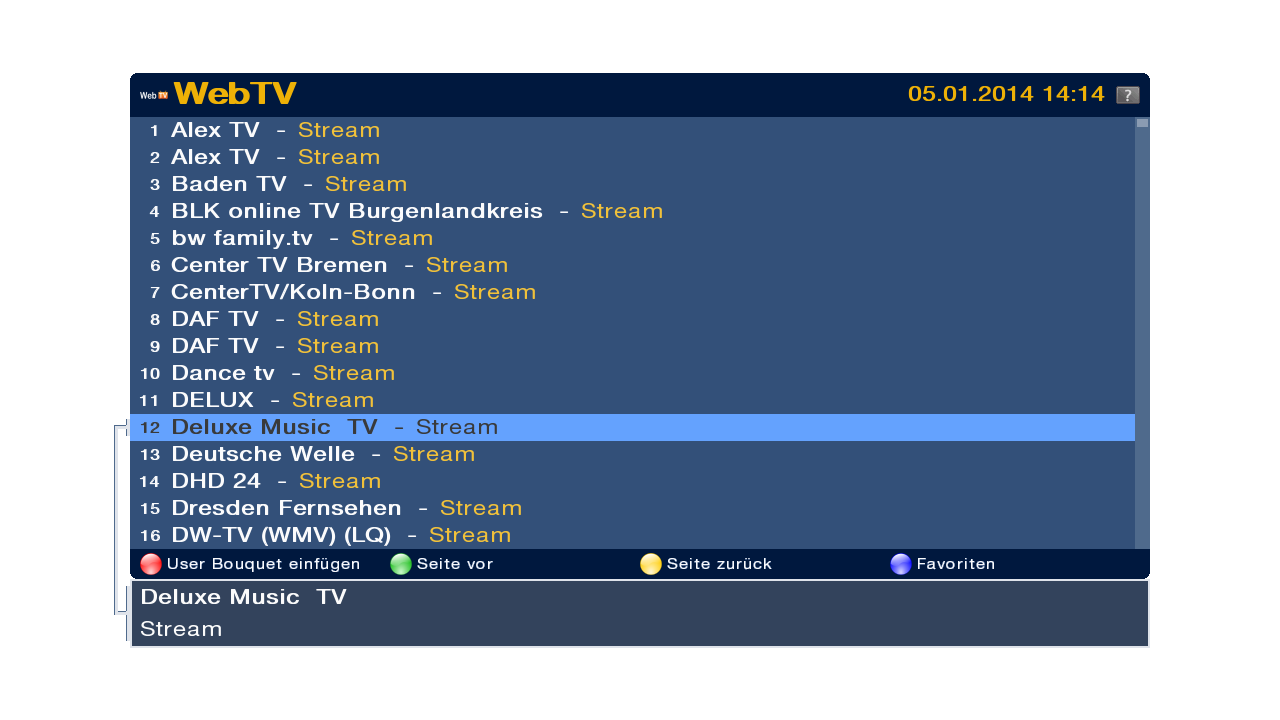 Web TV WebTV 05.01.2014 14:14 ?
1 Alex TV - Stream
2 Alex TV - Stream
3 Baden TV - Stream
4 BLK online TV Burgenlandkreis - Stream
5 bw family.tv - Stream
6 Center TV Bremen - Stream
7 CenterTV/Koln-Bonn - Stream
8 DAF TV - Stream
9 DAF TV - Stream
10 Dance tv - Stream
11 DELUX - Stream
12 Deluxe Music TV - Stream
13 Deutsche Welle - Stream
14 DHD 24 - Stream
15 Dresden Fernsehen - Stream
16 DW-TV (WMV) (LQ) - Stream
User Bouquet einfügen Seite vor Seite zurück Favoriten
Deluxe Music TV
Stream